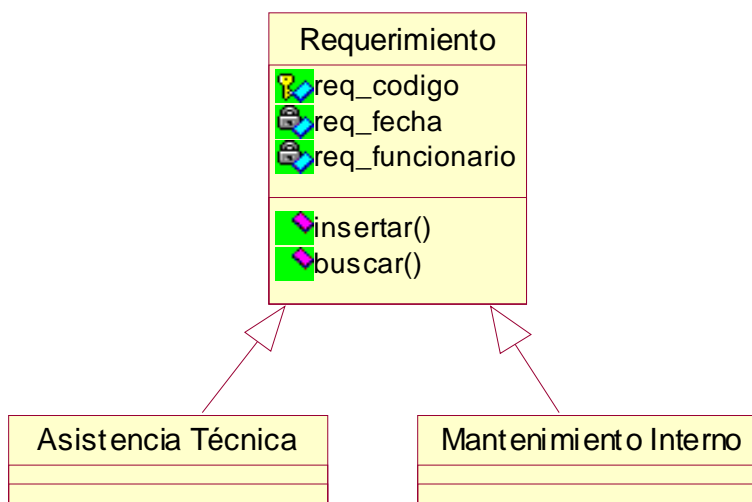 Requerimiento
req_codigo
req_fecha
req_funcionario
insertar()
buscar()
Asistencia Técnica
Mantenimiento Interno